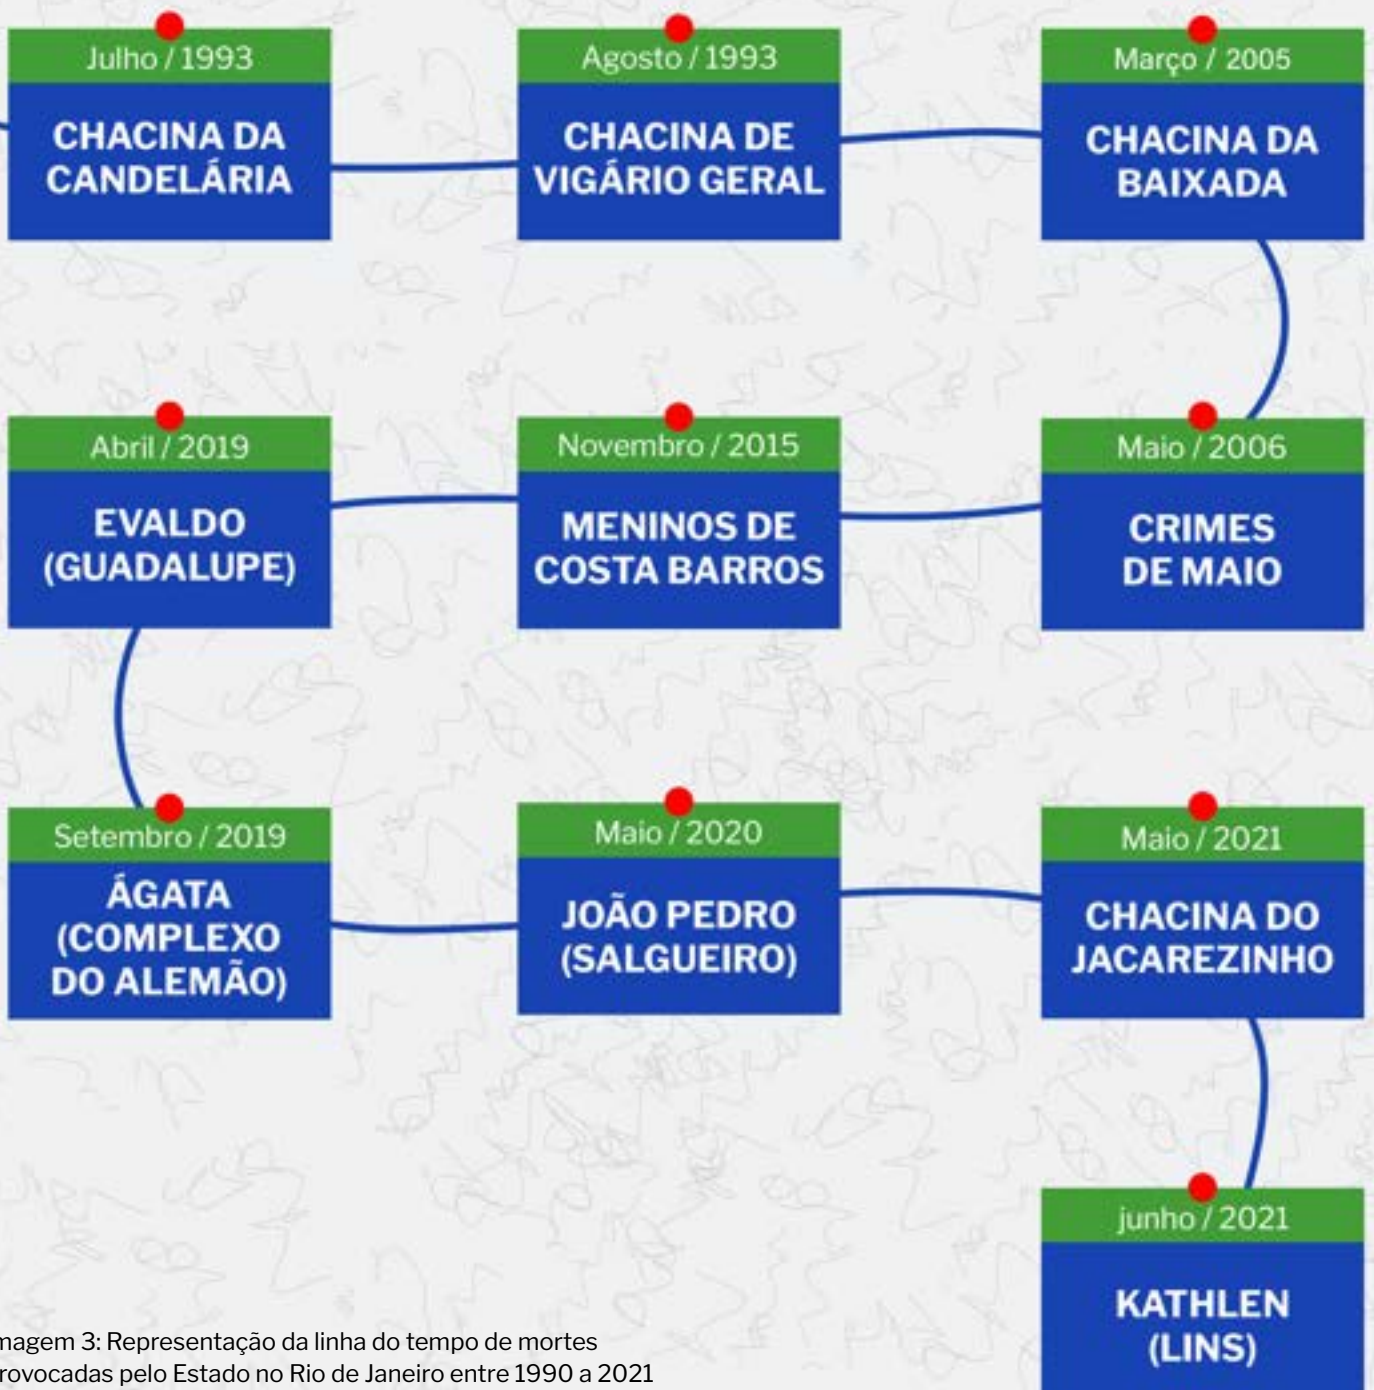 Julho / 1993
CHACINA DA
CANDELÁRIA
Agosto / 1993
CHACINA DE
VIGÁRIO GERAL
Março / 2005
CHACINA DA
BAIXADA
Maio / 2006
CRIMES
DE MAIO
Novembro / 2015
MENINOS DE
COSTA BARROS
Abril / 2019
EVALDO
(GUADALUPE)
Setembro / 2019
ÁGATA
(COMPLEXO
DO ALEMÃO)
Maio / 2020
JOÃO PEDRO
(SALGUEIRO)
Maio / 2021
CHACINA DO
JACAREZINHO
junho / 2021
KATHLEN
(LINS)
magem 3: Representação da linha do tempo de mortes
rovocadas pelo Estado no Rio de Janeiro entre 1990 a 2021